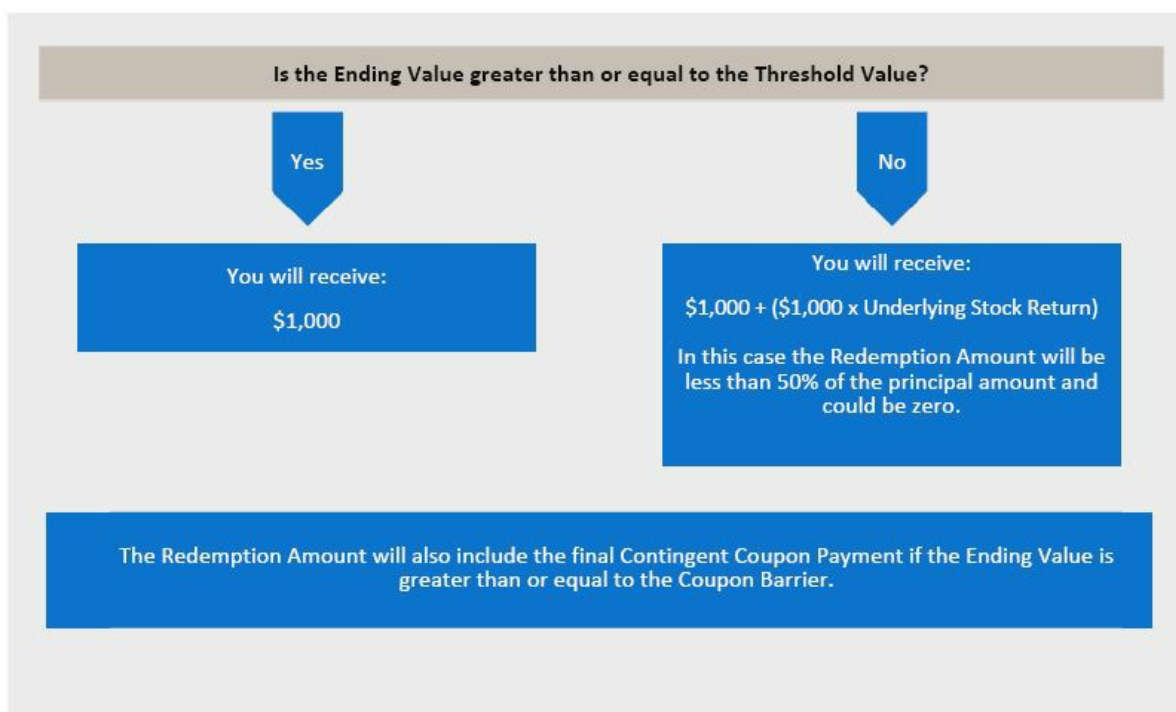 Is the Ending Value greater than or equal to the Threshold Value?
Yes
No
You will receive:
$1,000
You will receive:
$1,000 + ($1,000 x Underlying Stock Return)
In this case the Redemption Amount will be
less than 50% of the principal amount and
could be zero.
The Redemption Amount will also include the final Contingent Coupon Payment if the Ending Value is
greater than or equal to the Coupon Barrier.